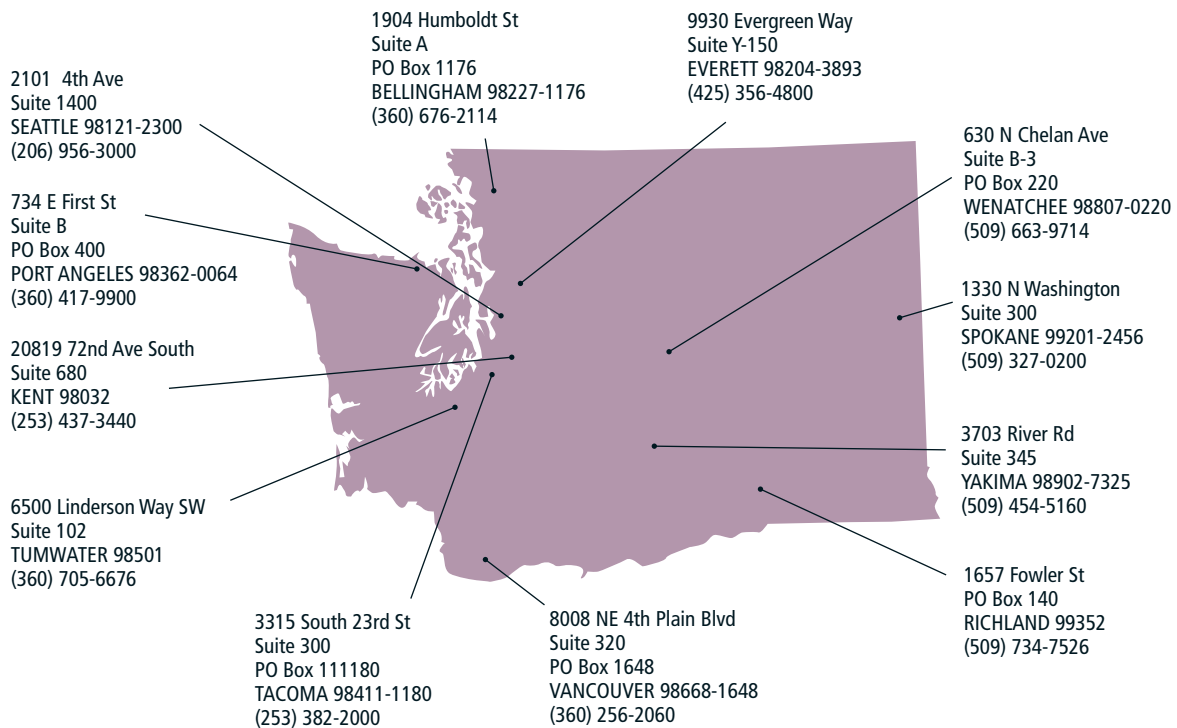 1904 Humboldt St
Suite A
PO Box 1176
BELLINGHAM 98227-1176
(360) 676-2114
9930 Evergreen Way
Suite Y-150
EVERETT 98204-3893
(425) 356-4800
2101  4th Ave
Suite 1400
SEATTLE 98121-2300
(206) 956-3000
630 N Chelan Ave
Suite B-3
PO Box 220
WENATCHEE 98807-0220
(509) 663-9714
734 E First St
Suite B
PO Box 400
PORT ANGELES 98362-0064
(360) 417-9900
1330 N Washington
Suite 300
SPOKANE 99201-2456
(509) 327-0200
20819 72nd Ave South
Suite 680
KENT 98032
(253) 437-3440
3703 River Rd
Suite 345
YAKIMA 98902-7325
(509) 454-5160
6500 Linderson Way SW
Suite 102
TUMWATER 98501
(360) 705-6676
1657 Fowler St
PO Box 140
RICHLAND 99352
(509) 734-7526
3315 South 23rd St
Suite 300
PO Box 111180
TACOMA 98411-1180
(253) 382-2000
8008 NE 4th Plain Blvd
Suite 320
PO Box 1648
VANCOUVER 98668-1648
(360) 256-2060